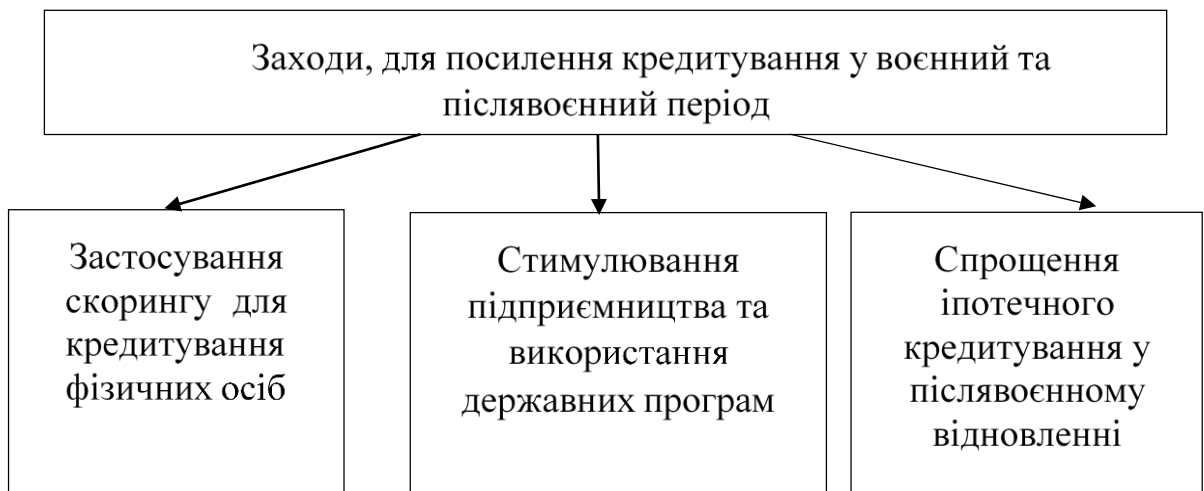 Заходи, для посилення кредитування у воєнний та
післявоєнний період
Застосування
скорингу для
кредитування
фізичних осіб
Стимулювання
підприємництва та
використання
державних програм
Спрощення
іпотечного
кредитування у
післявоєнному
відновленні